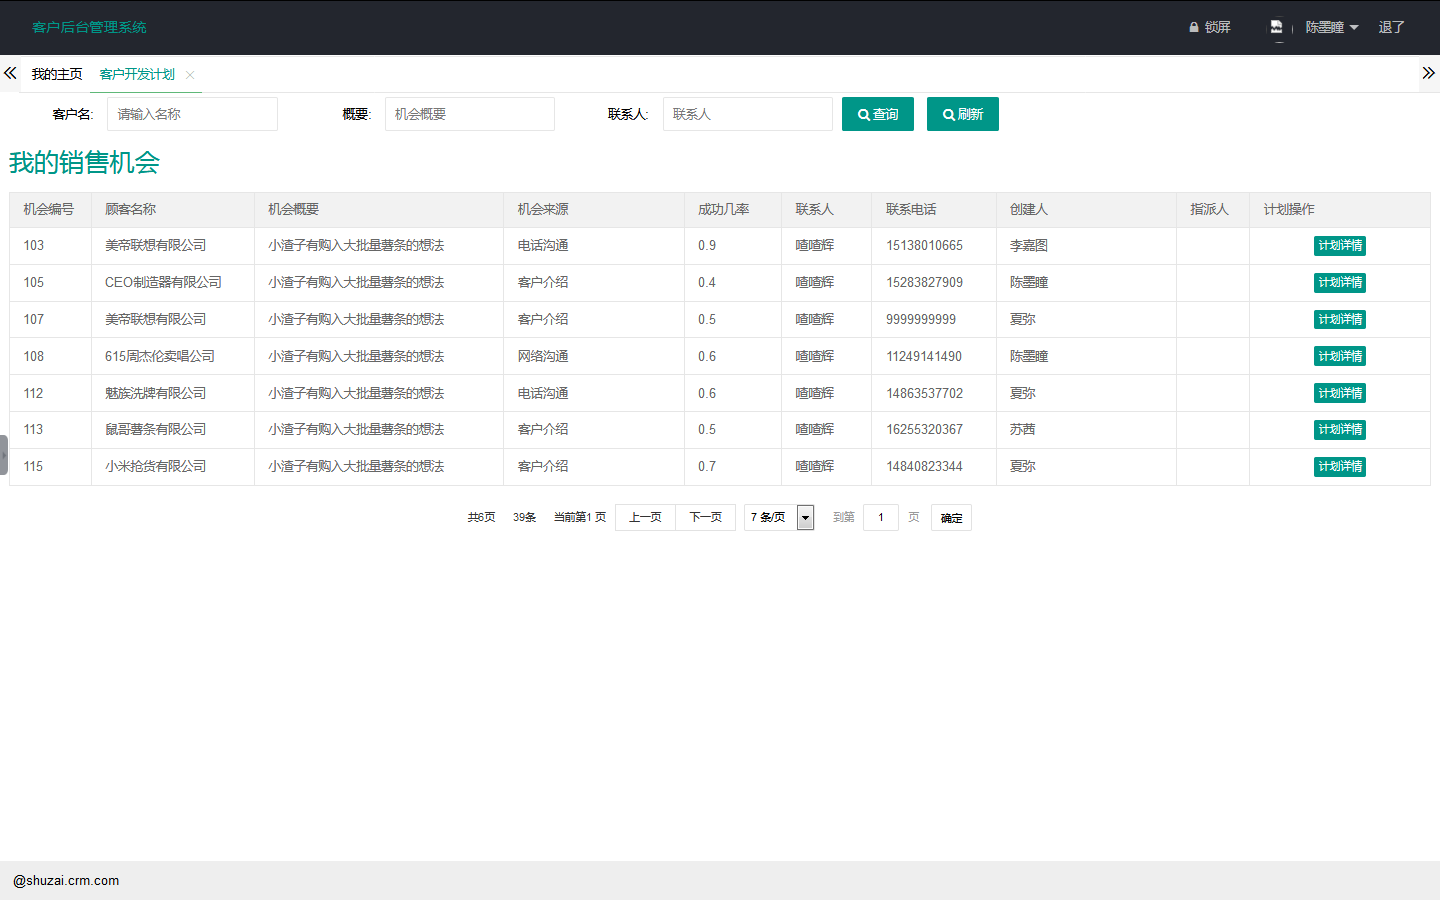 客户后台管理系统 锁屏 陈墨瞳 退了
我的主页 客户开发计划
客户名: 请输入名称 概要: 机会概要 联系人: 联系人 查询 刷新
我的销售机会
机会编号 顾客名称 机会概要 机会来源 成功几率 联系人 联系电话 创建人 指派人 计划操作
103 美帝联想有限公司 小渣子有购入大批量薯条的想法 电话沟通 0.9 喳喳辉 15138010665 李嘉图 计划详情
105 CEO制造器有限公司 小渣子有购入大批量薯条的想法 客户介绍 0.4 喳喳辉 15283827909 陈墨瞳 计划详情
107 美帝联想有限公司 小渣子有购入大批量薯条的想法 客户介绍 0.5 喳喳辉 9999999999 夏弥 计划详情
108 615周杰伦卖唱公司 小渣子有购入大批量薯条的想法 网络沟通 0.6 喳喳辉 11249141490 陈墨瞳 计划详情
112 魅族洗牌有限公司 小渣子有购入大批量薯条的想法 电话沟通 0.6 喳喳辉 14863537702 夏弥 计划详情
113 鼠哥薯条有限公司 小渣子有购入大批量薯条的想法 客户介绍 0.5 喳喳辉 16255320367 苏茜 计划详情
115 小米抢货有限公司 小渣子有购入大批量薯条的想法 客户介绍 0.7 喳喳辉 14840823344 夏弥 计划详情
共6页 39条 当前第1 页 上一页 下一页 7 条/页 到第 1 页 确定
@shuzai.crm.com